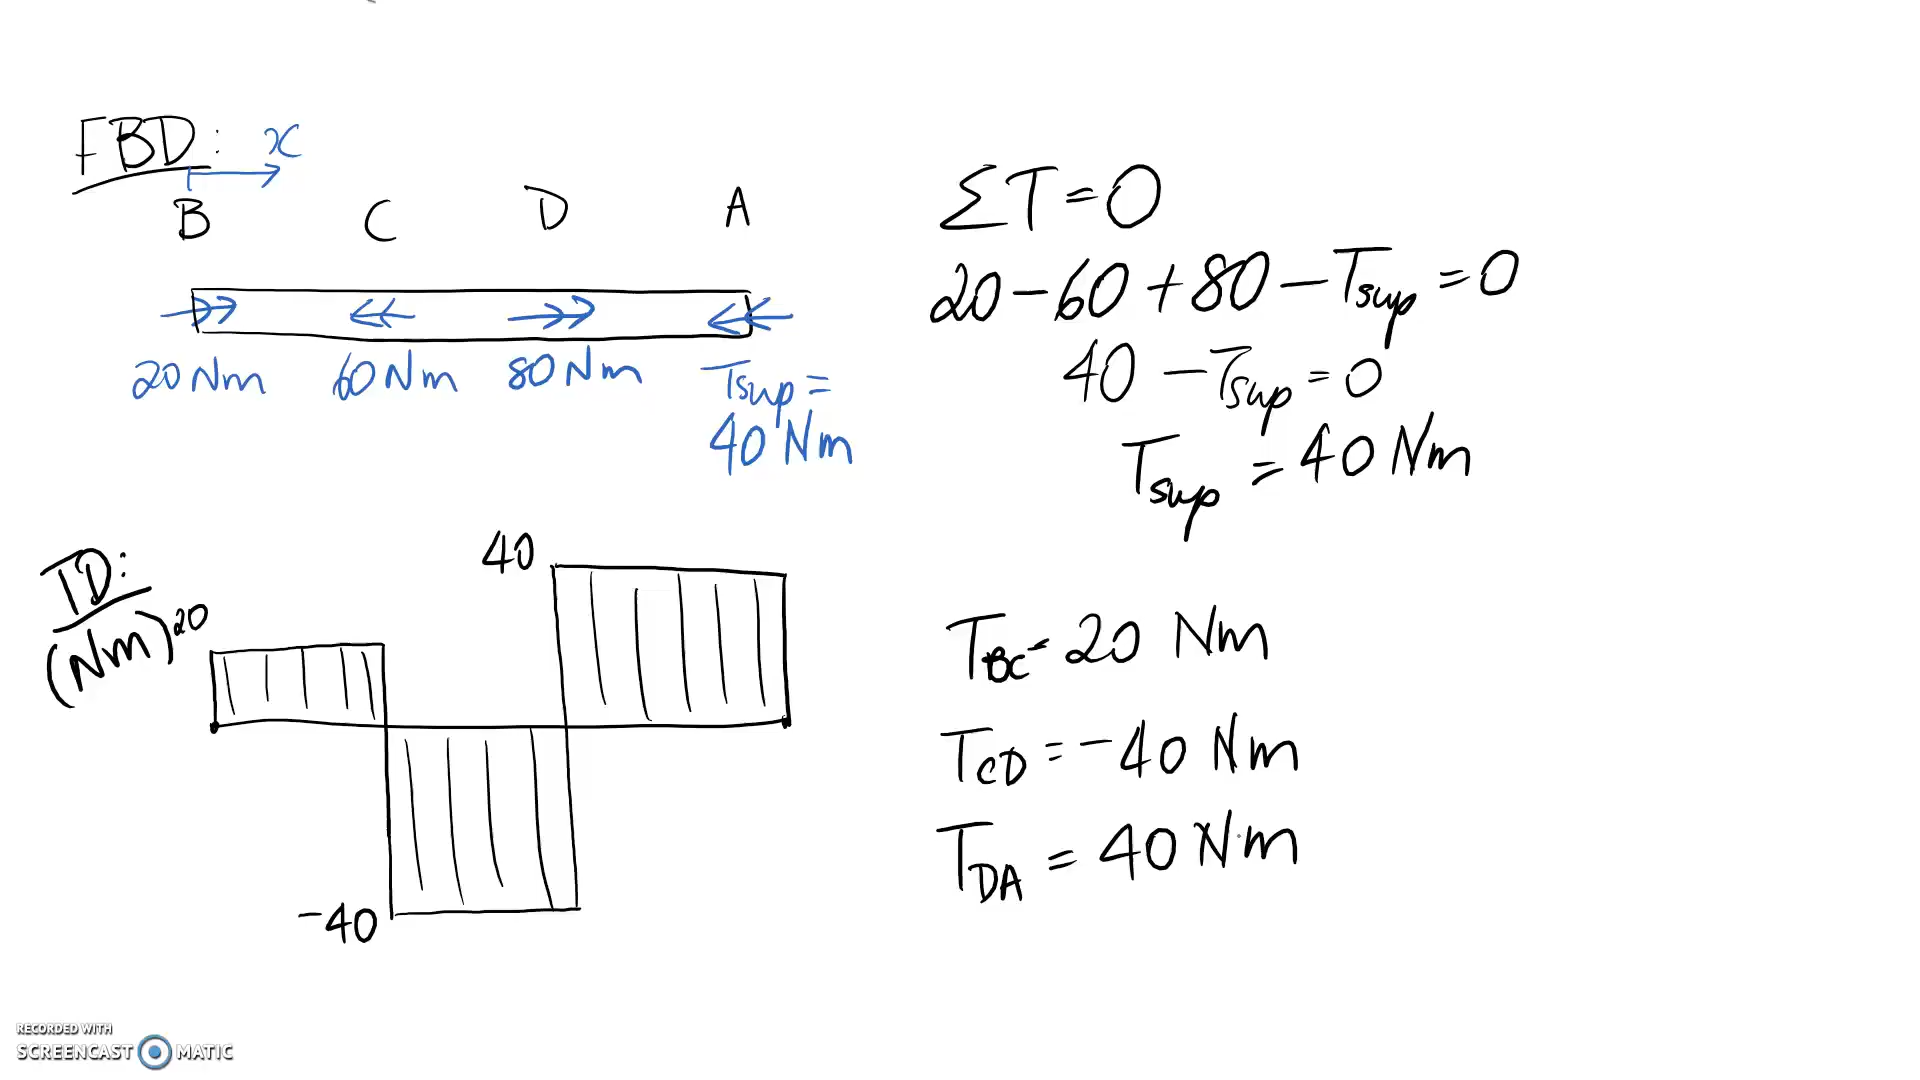 FBD:
x
B C D A
20 Nm 60 Nm 80 Nm Tsup =
40 Nm
ΣT = 0
20 - 60 + 80 - Tsup = 0
40 - Tsup = 0
Tsup = 40 Nm
TD:
(Nm)
20
40
-40
TBC = 20 Nm
TCD = -40 Nm
TDA = 40 Nm
RECORDED WITH
SCREENCAST MATIC